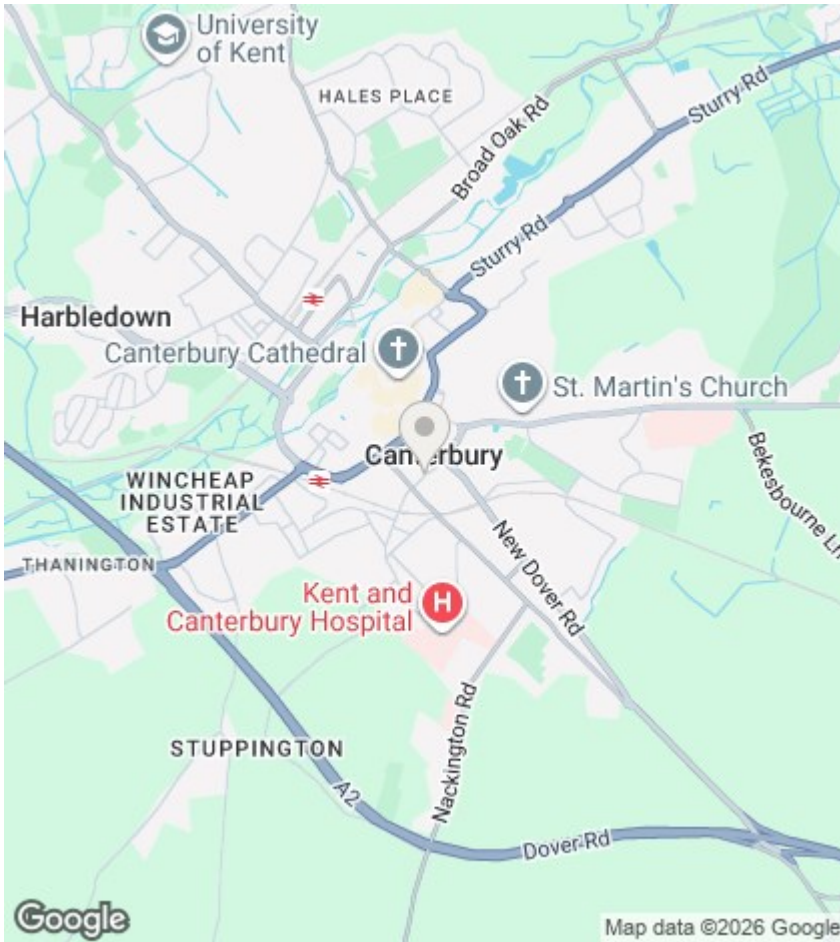 University
of Kent
HALES PLACE
Broad Oak Rd
Sturry Rd
Sturry Rd
Harbledown
Canterbury Cathedral
St. Martin's Church
Canterbury
WINCHEAP
INDUSTRIAL
ESTATE
Bekesbourne Ln
THANINGTON
New Dover Rd
Kent and
Canterbury Hospital
H
Nackington Rd
STUPPINGTON
A2
Dover Rd
Google
Map data ©2026 Google